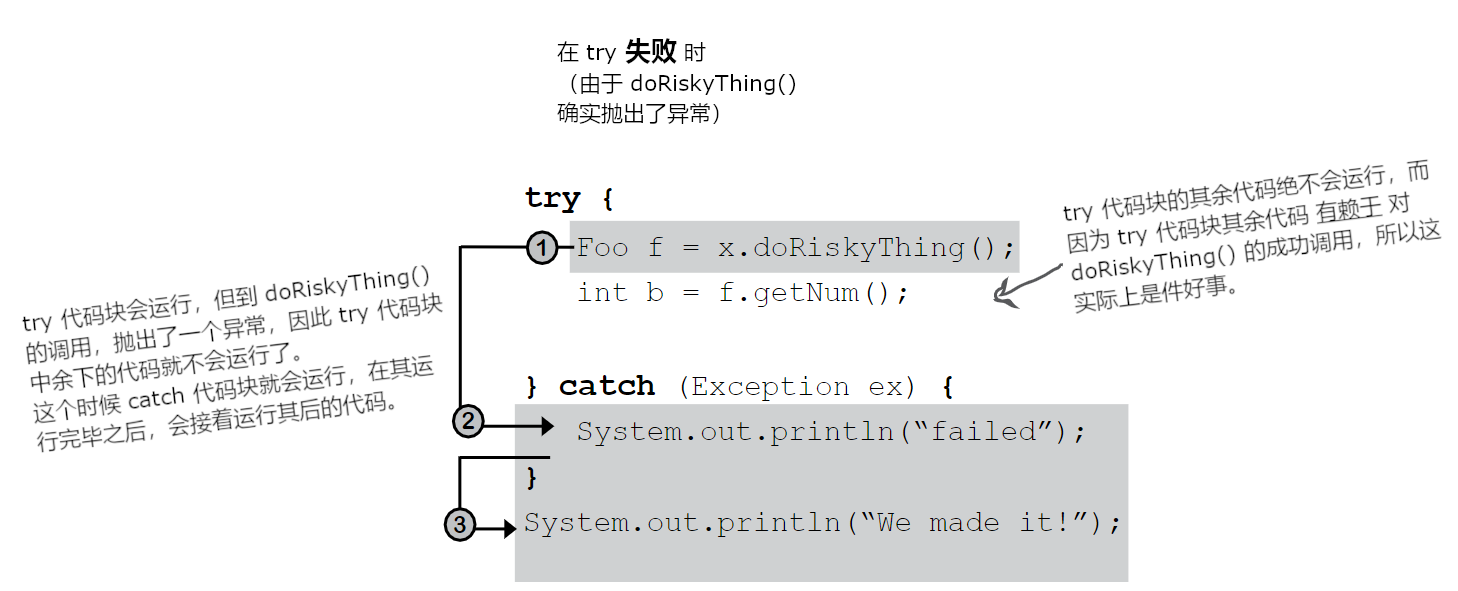 在 try 失败 时
（由于 doRiskyThing()
确实抛出了异常）
try {
1
Foo f = x.doRiskyThing();
int b = f.getNum();
try 代码块的其余代码绝不会运行，而
因为 try 代码块其余代码 有赖于 对
doRiskyThing() 的成功调用，所以这
实际上是件好事。
try 代码块会运行，但到 doRiskyThing()
的调用，抛出了一个异常，因此 try 代码块
中余下的代码就不会运行了。
这个时候 catch 代码块就会运行，在其运
行完毕之后，会接着运行其后的代码。
} catch (Exception ex) {
2
System.out.println(“failed”);
}
3
System.out.println(“We made it!”);